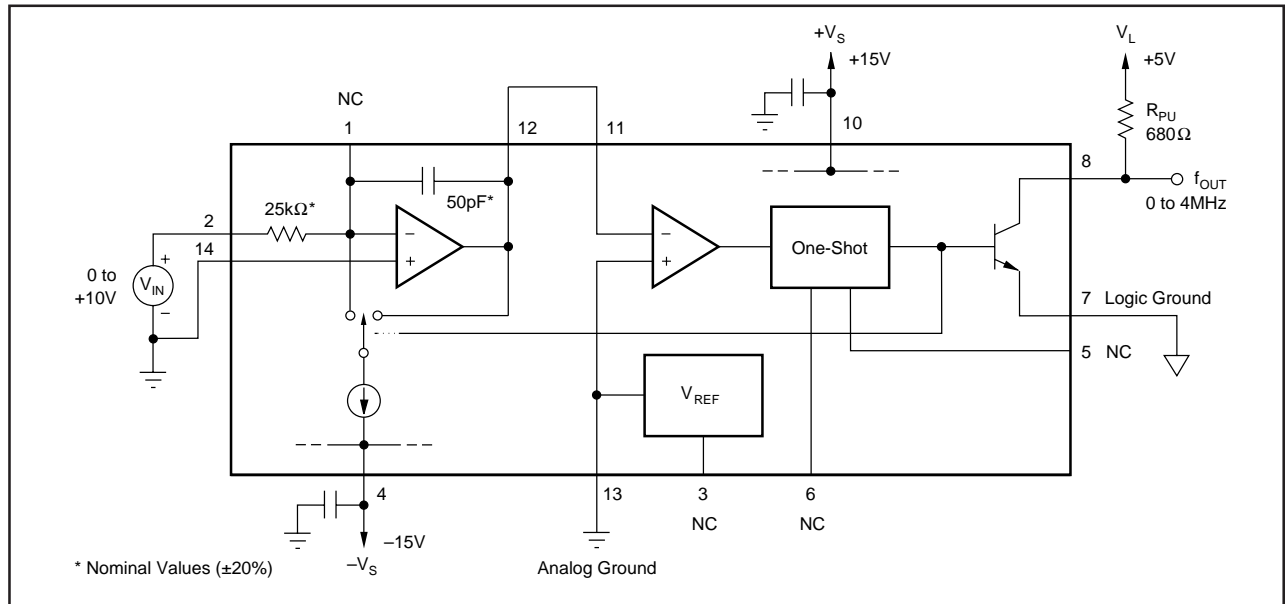 +V_S
+15V
V_L
+5V
NC
1
12
11
10
R_PU
680Ω
8
f_OUT
0 to 4MHz
2
25kΩ*
50pF*
14
–
+
–
+
One-Shot
0 to
+10V
V_IN
+
–
7
Logic Ground
5
NC
V_REF
4
13
3
6
NC
NC
–15V
–V_S
Analog Ground
* Nominal Values (±20%)